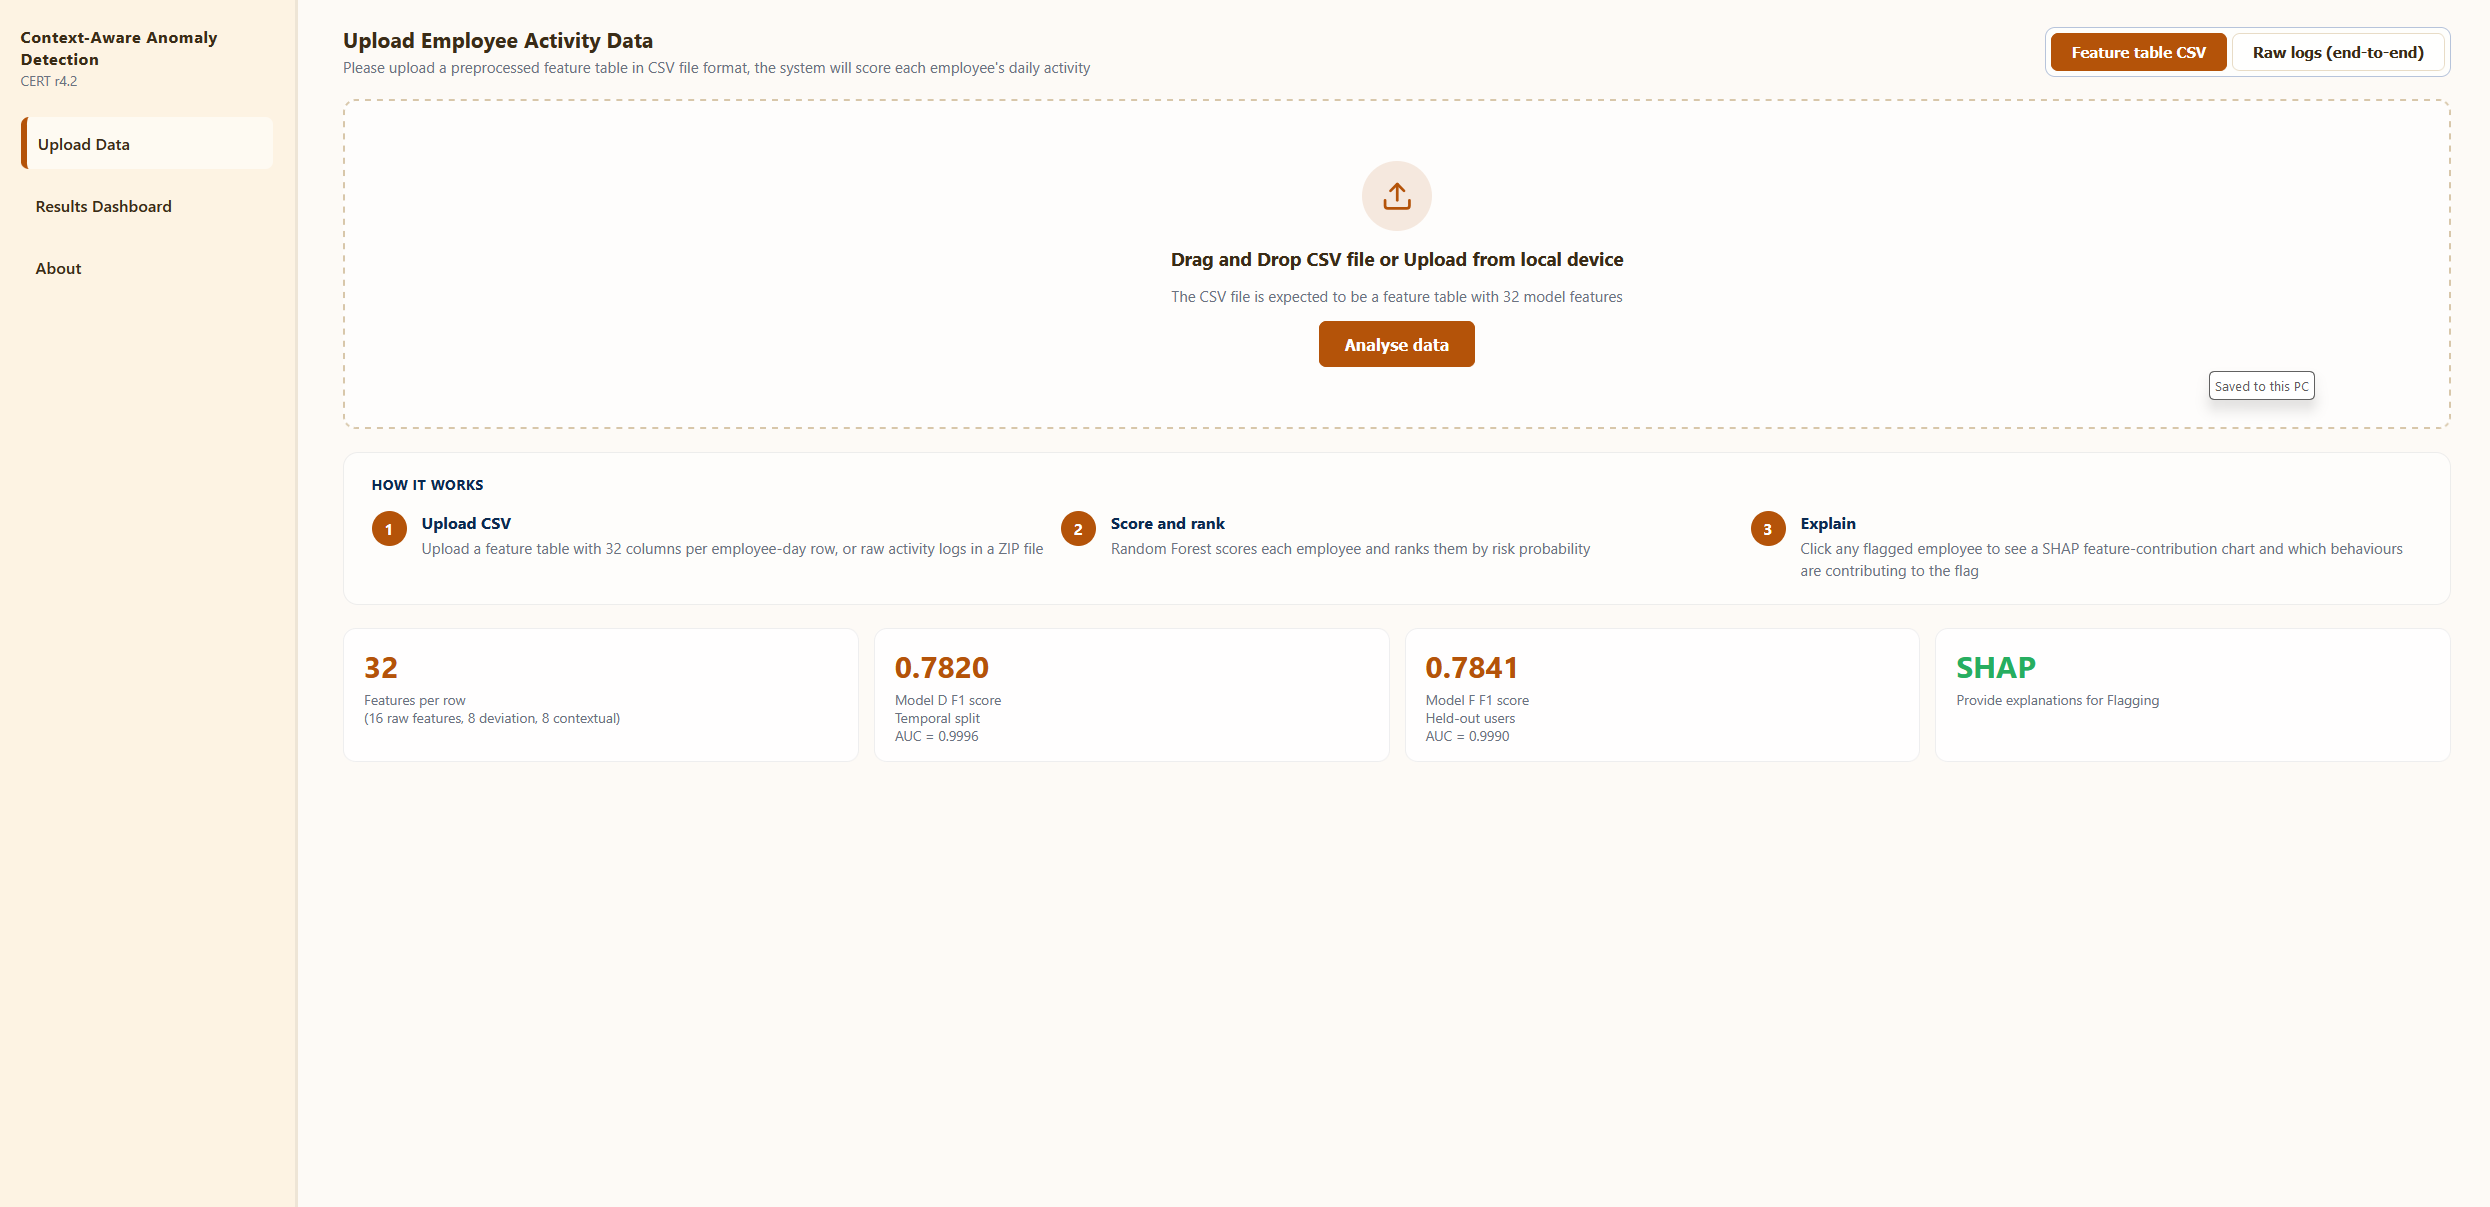 Context-Aware Anomaly
Detection
CERT r4.2
Upload Data
Results Dashboard
About
Upload Employee Activity Data
Please upload a preprocessed feature table in CSV file format, the system will score each employee's daily activity
Feature table CSV
Raw logs (end-to-end)
Drag and Drop CSV file or Upload from local device
The CSV file is expected to be a feature table with 32 model features
Analyse data
Saved to this PC
HOW IT WORKS
1
Upload CSV
Upload a feature table with 32 columns per employee-day row, or raw activity logs in a ZIP file
2
Score and rank
Random Forest scores each employee and ranks them by risk probability
3
Explain
Click any flagged employee to see a SHAP feature-contribution chart and which behaviours
are contributing to the flag
32
Features per row
(16 raw features, 8 deviation, 8 contextual)
0.7820
Model D F1 score
Temporal split
AUC = 0.9996
0.7841
Model F F1 score
Held-out users
AUC = 0.9990
SHAP
Provide explanations for Flagging